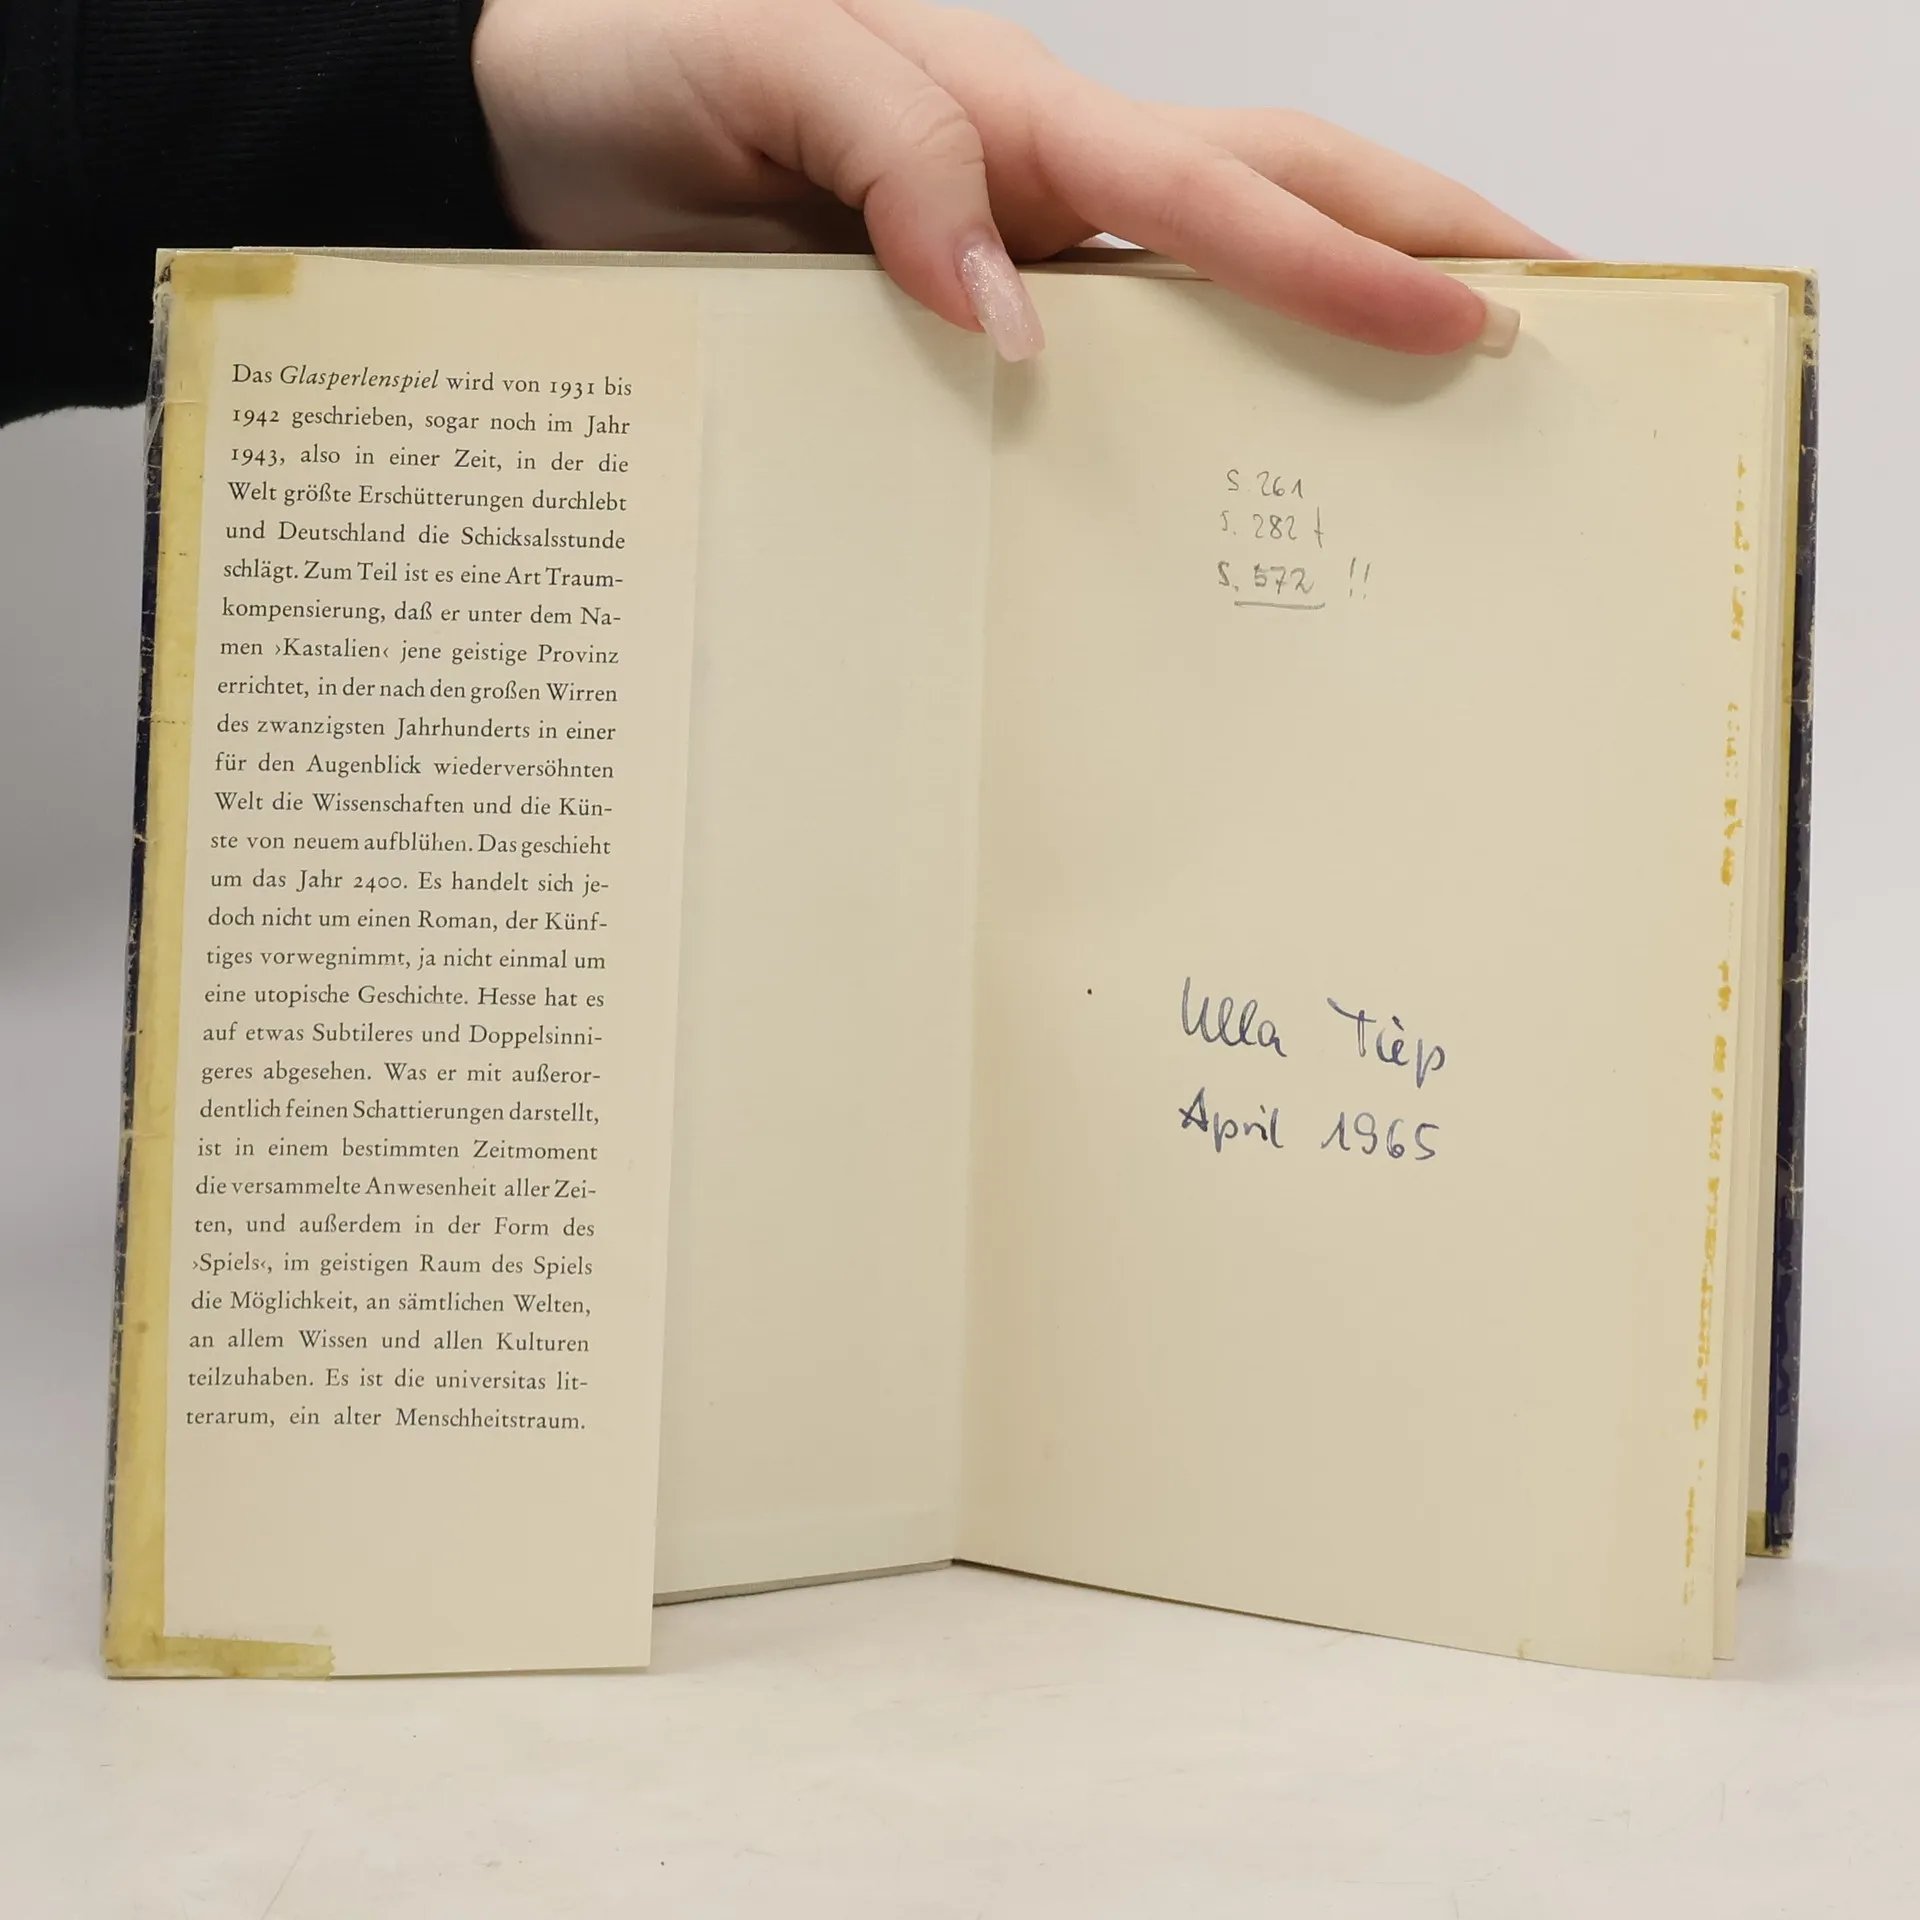 Das Glasperlenspiel wird von 1931 bis
1942 geschrieben, sogar noch im Jahr
1943, also in einer Zeit, in der die
Welt größte Erschütterungen durchlebt
und Deutschland die Schicksalsstunde
schlägt. Zum Teil ist es eine Art Traum-
kompensierung, daß er unter dem Na-
men ›Kastalien‹ jene geistige Provinz
errichtet, in der nach den großen Wirren
des zwanzigsten Jahrhunderts in einer
für den Augenblick wiederversöhnten
Welt die Wissenschaften und die Kün-
ste von neuem aufblühen. Das geschieht
um das Jahr 2400. Es handelt sich je-
doch nicht um einen Roman, der Künf-
tiges vorwegnimmt, ja nicht einmal um
eine utopische Geschichte. Hesse hat es
auf etwas Subtileres und Doppelsinni-
geres abgesehen. Was er mit außeror-
dentlich feinen Schattierungen darstellt,
ist in einem bestimmten Zeitmoment
die versammelte Anwesenheit aller Zei-
ten, und außerdem in der Form des
›Spiels‹, im geistigen Raum des Spiels
die Möglichkeit, an sämtlichen Welten,
an allem Wissen und allen Kulturen
teilzuhaben. Es ist die universitas lit-
terarum, ein alter Menschheitstraum.
S. 261
S. 282 f
S. 572 !!
Ulla Tièp
April 1965